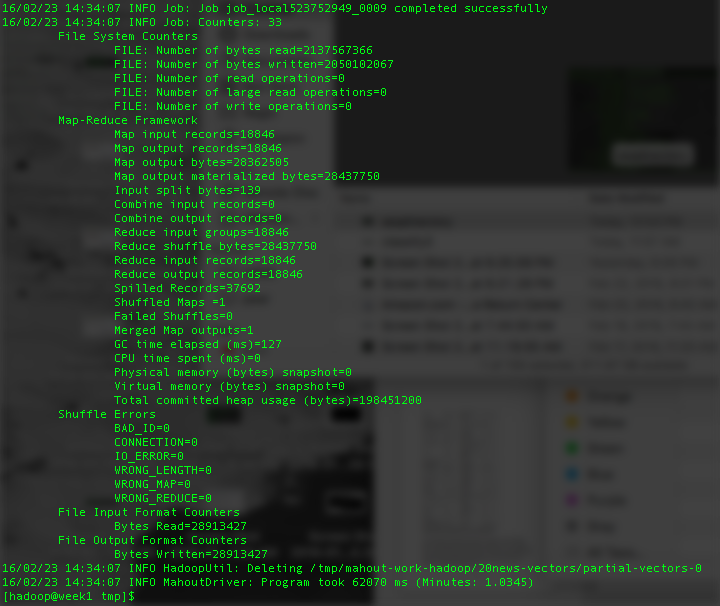 16/02/23 14:34:07 INFO Job: Job job_local523752949_0009 completed successfully
16/02/23 14:34:07 INFO Job: Counters: 33
File System Counters
FILE: Number of bytes read=2137567366
FILE: Number of bytes written=2050102067
FILE: Number of read operations=0
FILE: Number of large read operations=0
FILE: Number of write operations=0
Map-Reduce Framework
Map input records=18846
Map output records=18846
Map output bytes=28362505
Map output materialized bytes=28437750
Input split bytes=139
Combine input records=0
Combine output records=0
Reduce input groups=18846
Reduce shuffle bytes=28437750
Reduce input records=18846
Reduce output records=18846
Spilled Records=37692
Shuffled Maps =1
Failed Shuffles=0
Merged Map outputs=1
GC time elapsed (ms)=127
CPU time spent (ms)=0
Physical memory (bytes) snapshot=0
Virtual memory (bytes) snapshot=0
Total committed heap usage (bytes)=198451200
Shuffle Errors
BAD_ID=0
CONNECTION=0
IO_ERROR=0
WRONG_LENGTH=0
WRONG_MAP=0
WRONG_REDUCE=0
File Input Format Counters
Bytes Read=28913427
File Output Format Counters
Bytes Written=28913427
16/02/23 14:34:07 INFO HadoopUtil: Deleting /tmp/mahout-work-hadoop/20news-vectors/partial-vectors-0
16/02/23 14:34:07 INFO MahoutDriver: Program took 62070 ms (Minutes: 1.0345)
[hadoop@week1 tmp]$